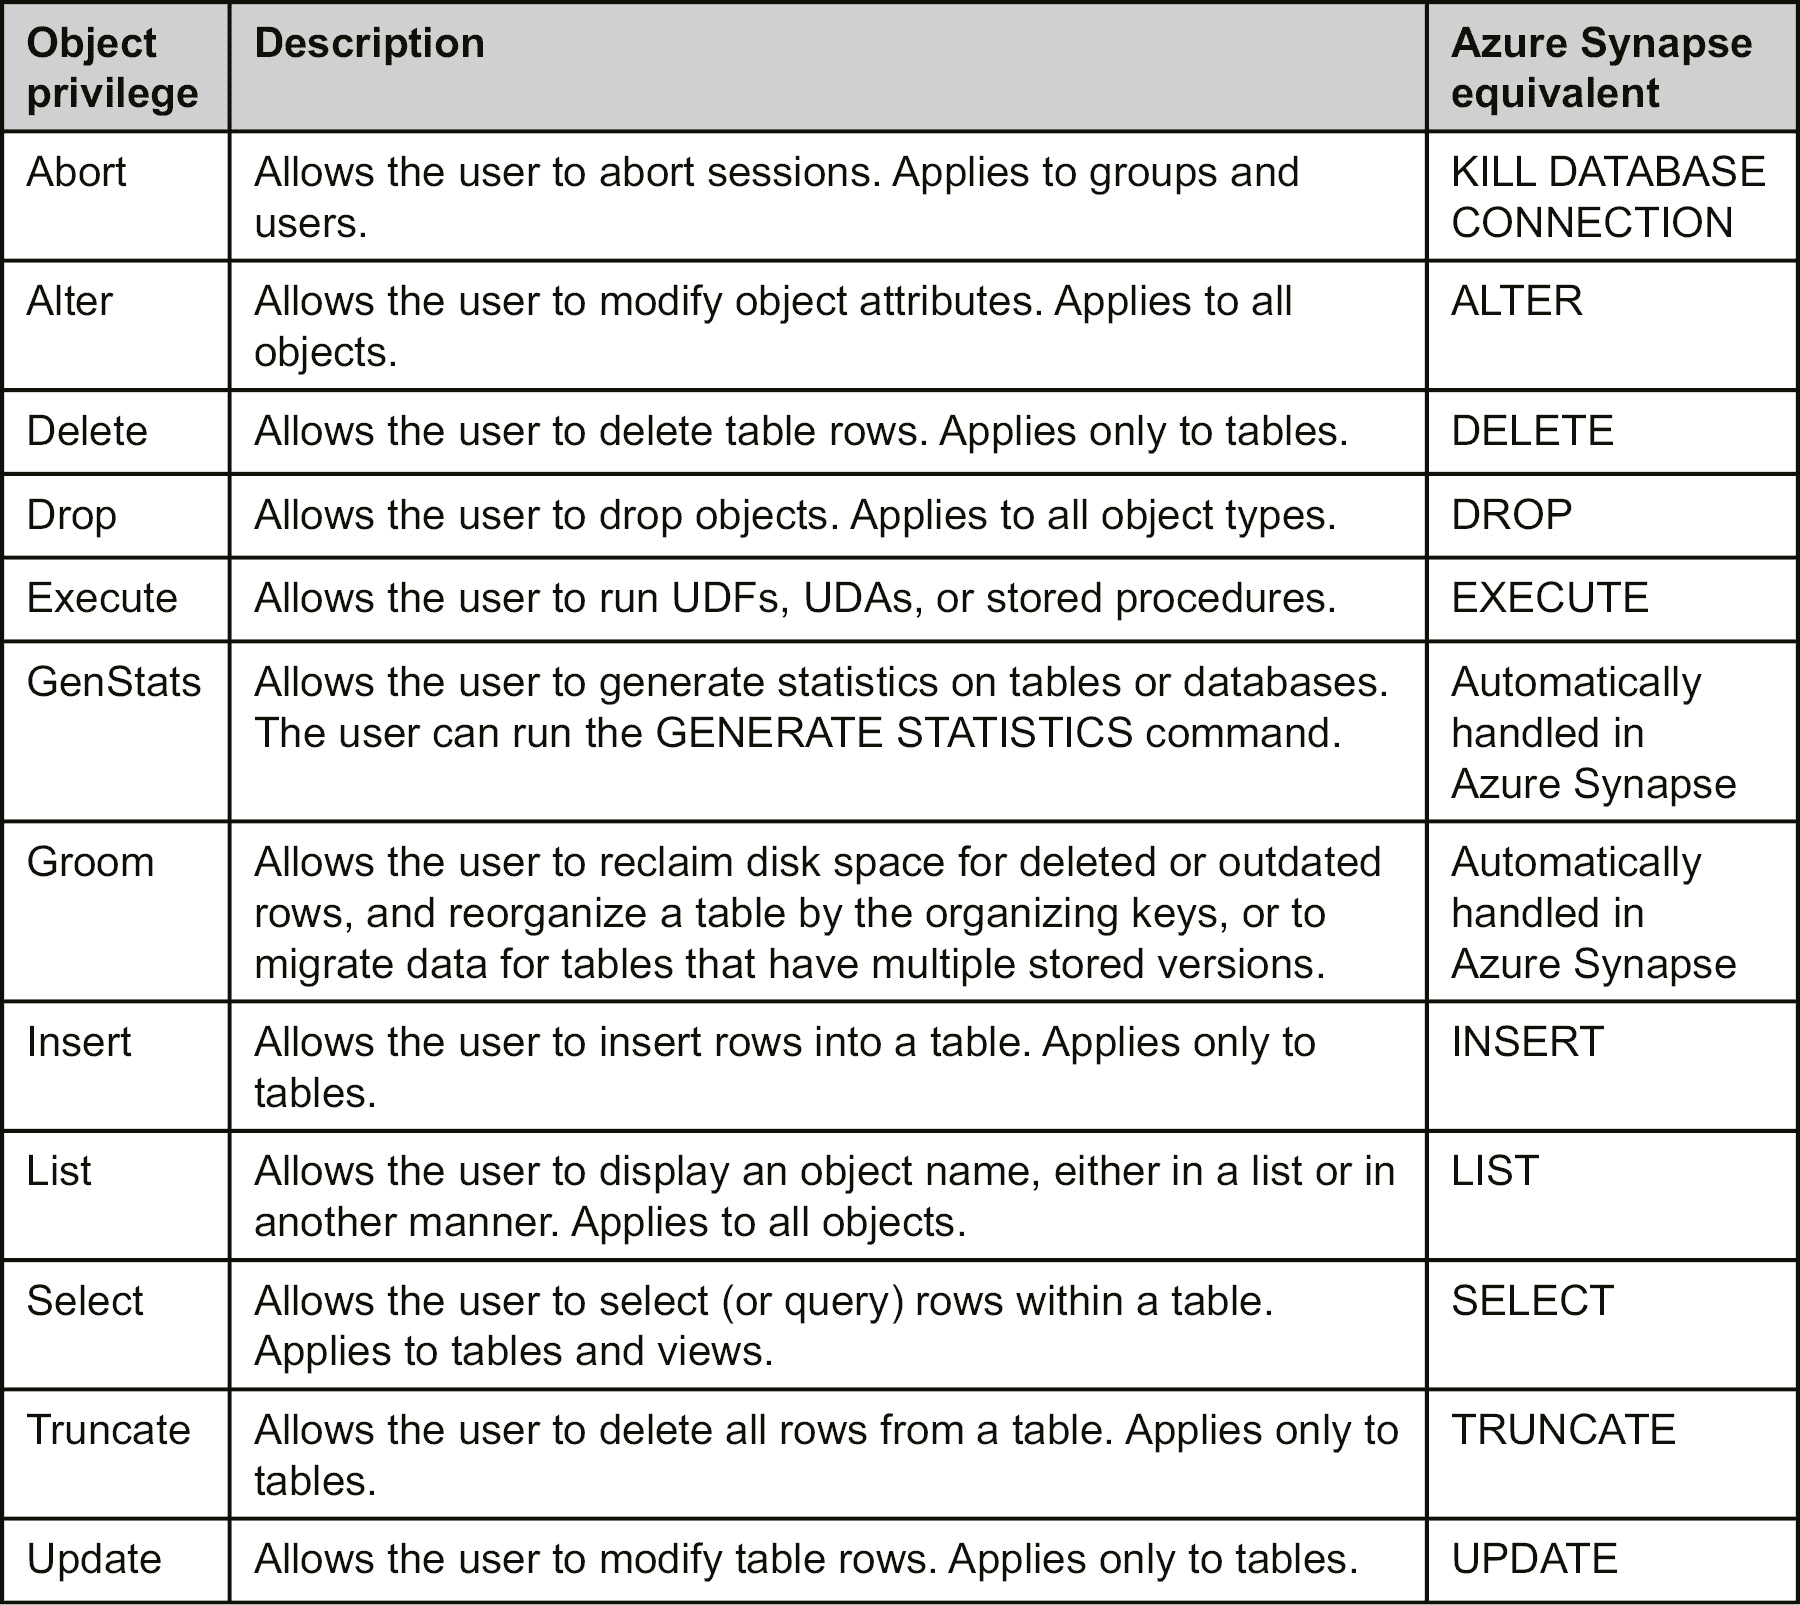 Object privilege
Description
Azure Synapse equivalent
Abort
Allows the user to abort sessions. Applies to groups and
users.
KILL DATABASE
CONNECTION
Alter
Allows the user to modify object attributes. Applies to all
objects.
ALTER
Delete
Allows the user to delete table rows. Applies only to tables.
DELETE
Drop
Allows the user to drop objects. Applies to all object types.
DROP
Execute
Allows the user to run UDFs, UDAs, or stored procedures.
EXECUTE
GenStats
Allows the user to generate statistics on tables or databases.
The user can run the GENERATE STATISTICS command.
Automatically
handled in
Azure Synapse
Groom
Allows the user to reclaim disk space for deleted or outdated
rows, and reorganize a table by the organizing keys, or to
migrate data for tables that have multiple stored versions.
Automatically
handled in
Azure Synapse
Insert
Allows the user to insert rows into a table. Applies only to
tables.
INSERT
List
Allows the user to display an object name, either in a list or in
another manner. Applies to all objects.
LIST
Select
Allows the user to select (or query) rows within a table.
Applies to tables and views.
SELECT
Truncate
Allows the user to delete all rows from a table. Applies only to
tables.
TRUNCATE
Update
Allows the user to modify table rows. Applies only to tables.
UPDATE